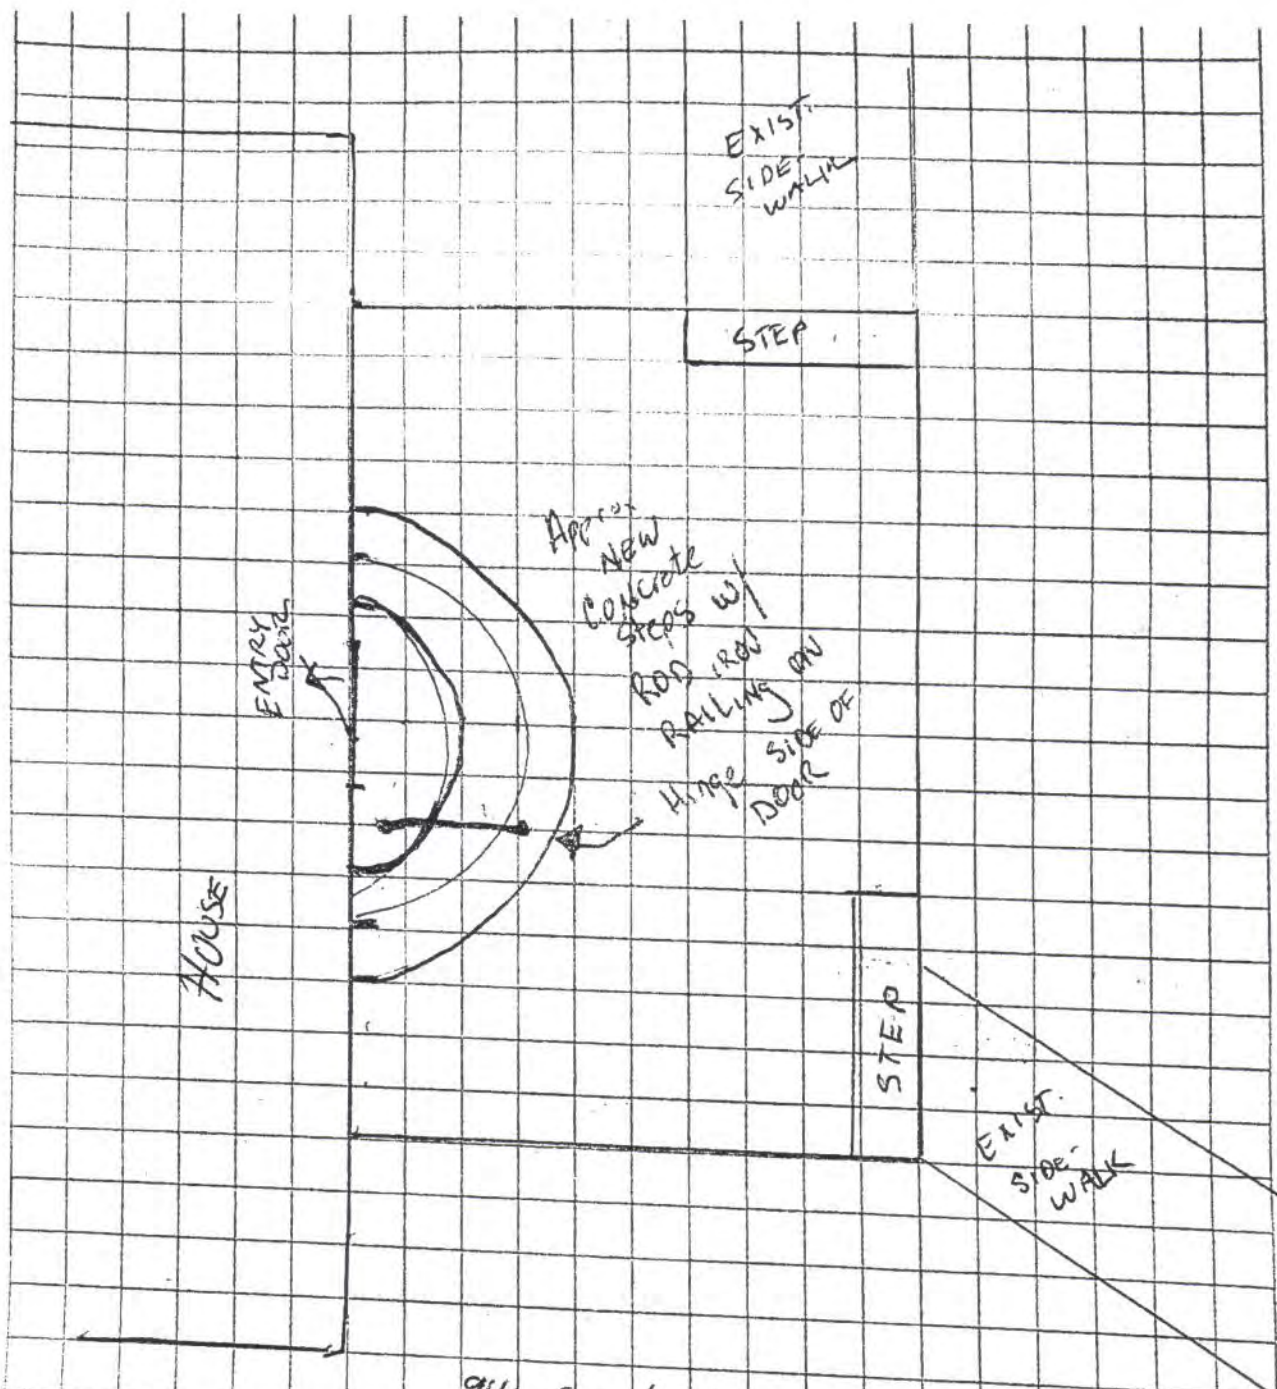 EXIST.
SIDE-
WALK
STEP
Approx
NEW
CONCRETE
STEPS W/
ROD IRON
RAILING ON
Hinge SIDE OF
DOOR
ENTRY
DOOR
HOUSE
STEP
EXIST.
SIDE-
WALK